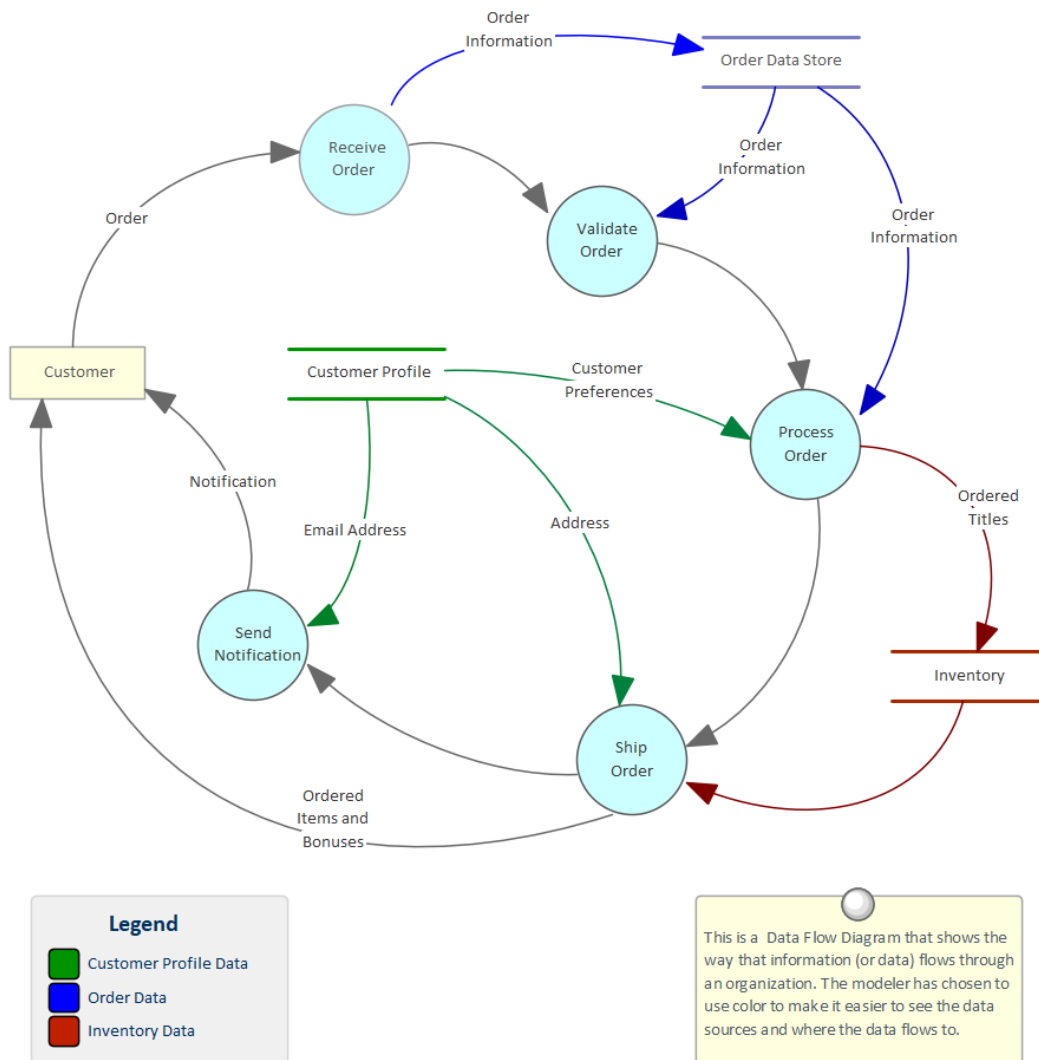 Order
Information
Order Data Store
Receive
Order
Order
Information
Order
Validate
Order
Order
Information
Customer
Customer Profile
Customer
Preferences
Process
Order
Notification
Email Address
Address
Ordered
Titles
Send
Notification
Inventory
Ship
Order
Ordered
Items and
Bonuses
Legend
Customer Profile Data
Order Data
Inventory Data
This is a Data Flow Diagram that shows the
way that information (or data) flows through
an organization. The modeler has chosen to
use color to make it easier to see the data
sources and where the data flows to.